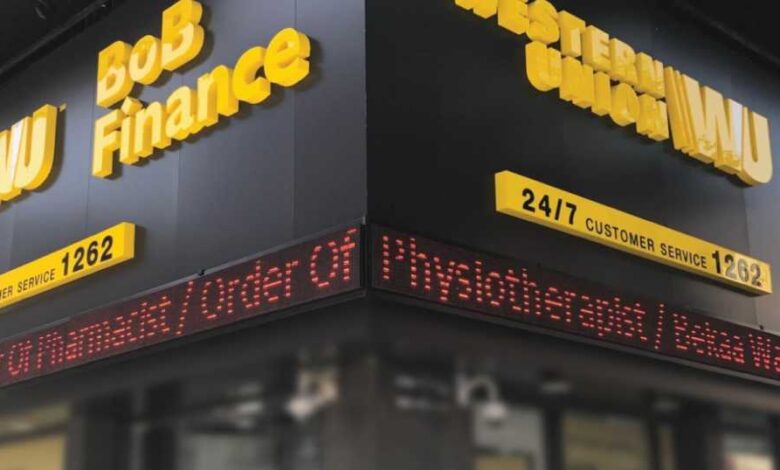 WU
BoB
Finance
SERVICE 1262
Of Pharmacist / Order Of
WESTERN
UNION
WU
24/7 CUSTOMER SERVICE 1262
Physiotherapist / Bekaa